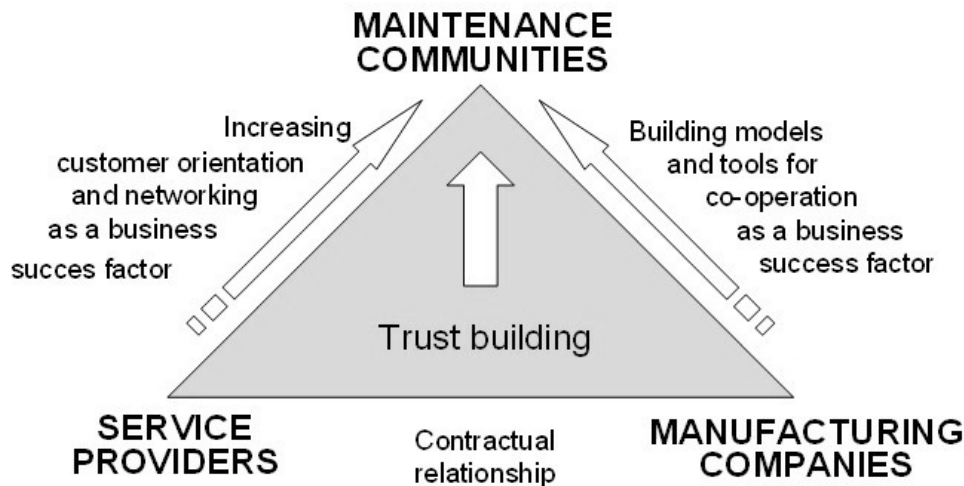 MAINTENANCE
COMMUNITIES
Increasing
customer orientation
and networking
as a business
succes factor
Building models
and tools for
co-operation
as a business
success factor
Trust building
SERVICE
PROVIDERS
Contractual
relationship
MANUFACTURING
COMPANIES